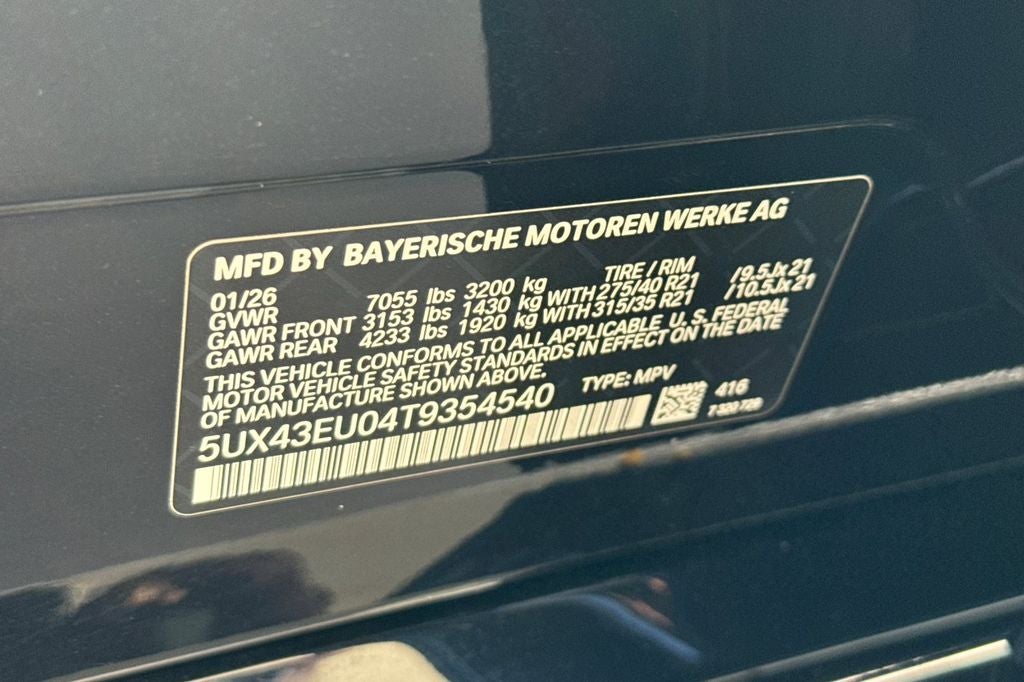 MFD BY BAYERISCHE MOTOREN WERKE AG
01/26 TIRE / RIM
GVWR 7055 lbs 3200 kg
GAWR FRONT 3153 lbs 1430 kg WITH 275/40 R21 /9.5Jx21
GAWR REAR 4233 lbs 1920 kg WITH 315/35 R21 /10.5Jx21
THIS VEHICLE CONFORMS TO ALL APPLICABLE U. S. FEDERAL
MOTOR VEHICLE SAFETY STANDARDS IN EFFECT ON THE DATE
OF MANUFACTURE SHOWN ABOVE.
5UX43EU04T9354540 TYPE: MPV 416
7 320 728